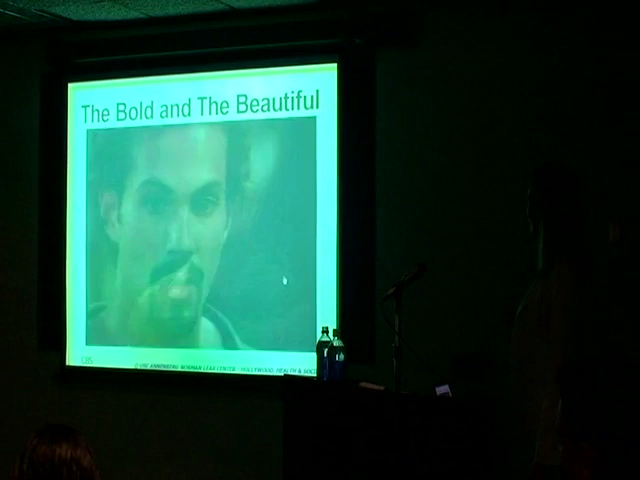 The Bold and The Beautiful
CBS
© USC ANNENBERG NORMAN LEAR CENTER - HOLLYWOOD, HEALTH & SOCI